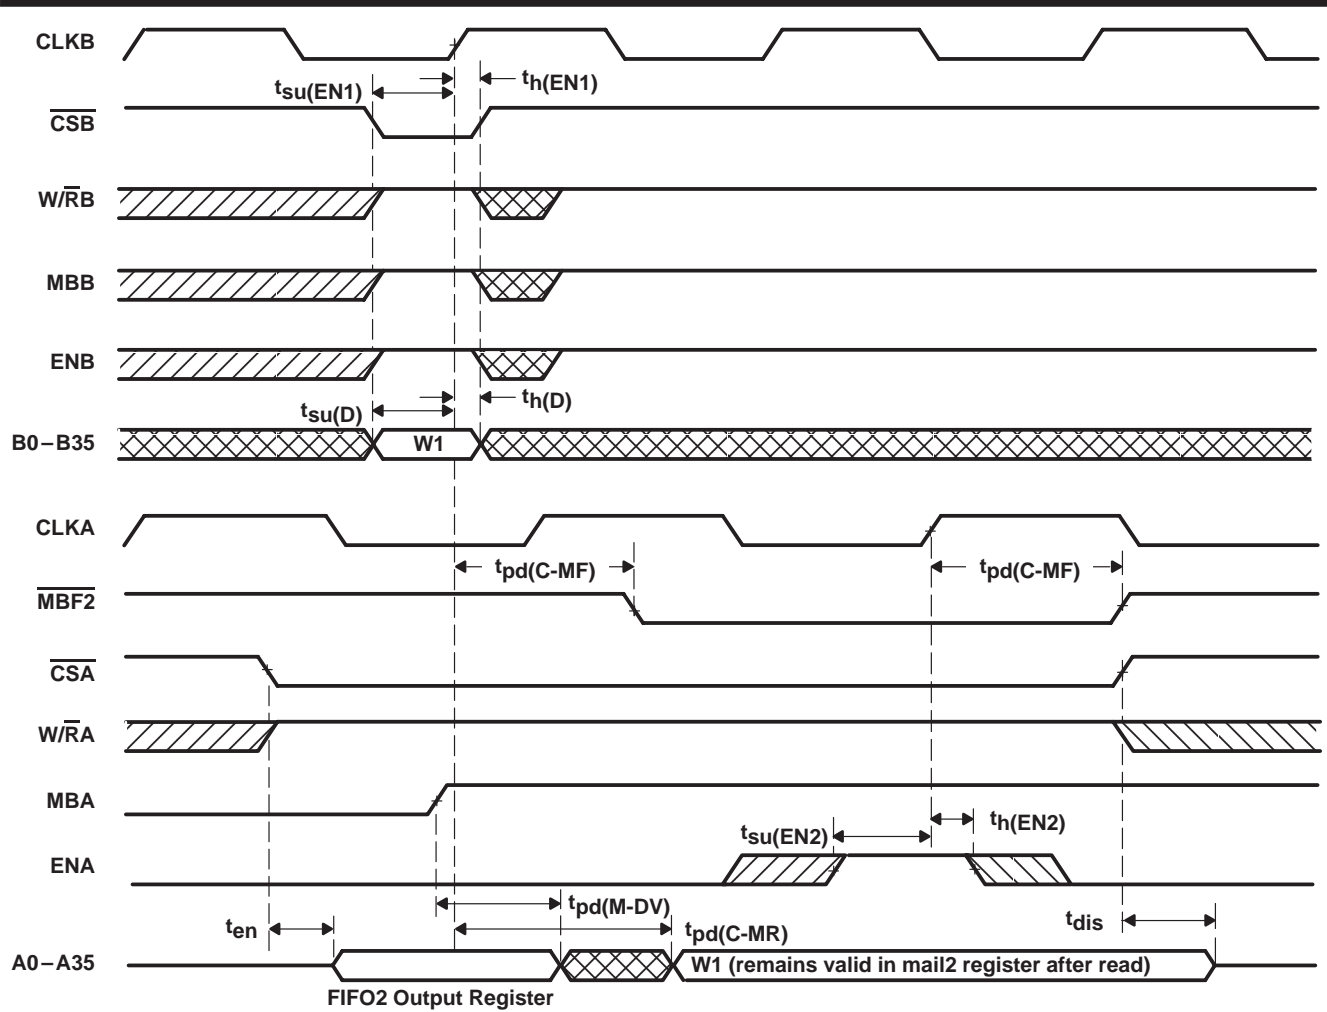 CLKB
tsu(EN1)
th(EN1)
CSB
W/RB
MBB
ENB
tsu(D)
th(D)
B0–B35
W1
CLKA
tpd(C-MF)
tpd(C-MF)
MBF2
CSA
W/RA
MBA
tsu(EN2)
th(EN2)
ENA
tpd(M-DV)
ten
tpd(C-MR)
tdis
A0–A35
W1 (remains valid in mail2 register after read)
FIFO2 Output Register